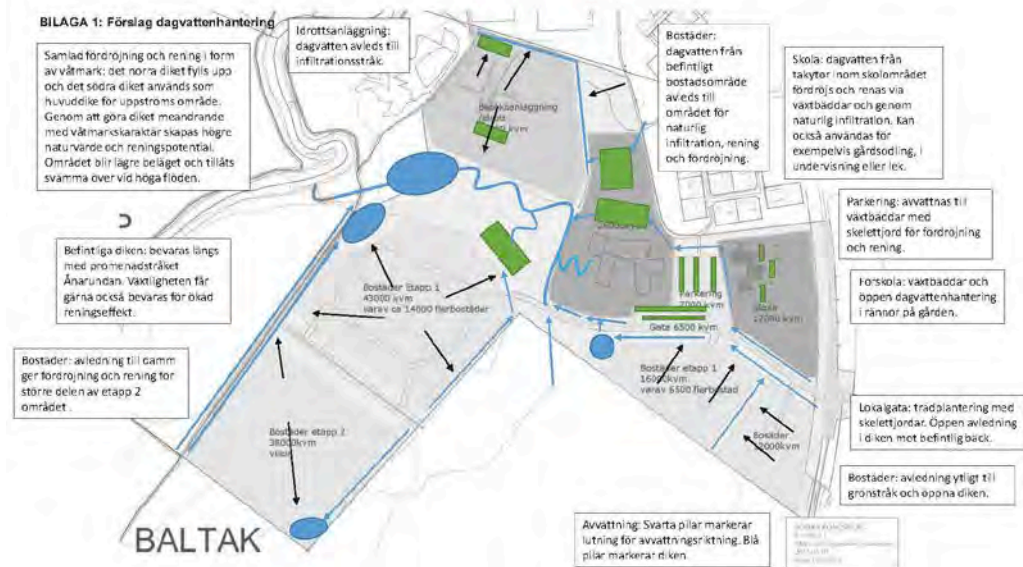 BILAGA 1: Förslag dagvattenhantering
Samlad fördröjning och rening i form
av våtmark: det norra diket fylls upp
och det södra diket används som
huvuddike för uppströms område.
Genom att göra diket meandrande
med våtmarkskaraktär skapas högre
naturvärde och reningspotential.
Området blir lägre beläget och tillåts
svämma över vid höga flöden.
Idrottsanläggning:
dagvatten avleds till
infiltrationsstråk.
Bostäder:
dagvatten från
befintligt
bostadsområde
avleds till
området för
naturlig
infiltration, rening
och fördröjning.
Skola: dagvatten från
takytor inom skolområdet
fördröjs och renas via
växtbäddar och genom
naturlig infiltration. Kan
också användas för
exempelvis gårdsodling, i
undervisning eller lek.
Parkering: avvattnas till
växtbäddar med
skelettjord för fördröjning
och rening.
Befintliga diken: bevaras längs
med promenadstråket
Ånarundan. Växtligheten får
gärna också bevaras för ökad
reningseffekt.
Förskola: växtbäddar och
öppen dagvattenhantering
i rännor på gården.
Bostäder Etapp 1
43000 kvm
varav ca 14000 flerbostäder
Parkering
7000 kvm
Gata 6500 kvm
12000 kvm
Bostäder: avledning till damm
ger fördröjning och rening för
större delen av etapp 2
området .
Bostäder etapp 1
16000kvm
varav 6500 flerbostad
Lokalgata: trädplantering med
skelettjordar. Öppen avledning
i diken mot befintlig bäck.
Bostäder etapp 2
38000kvm
villor
Bostäder
12000kvm
Bostäder: avledning ytligt till
grönstråk och öppna diken.
Avvattning: Svarta pilar markerar
lutning för avvattningsriktning. Blå
pilar markerar diken.
BALTAK